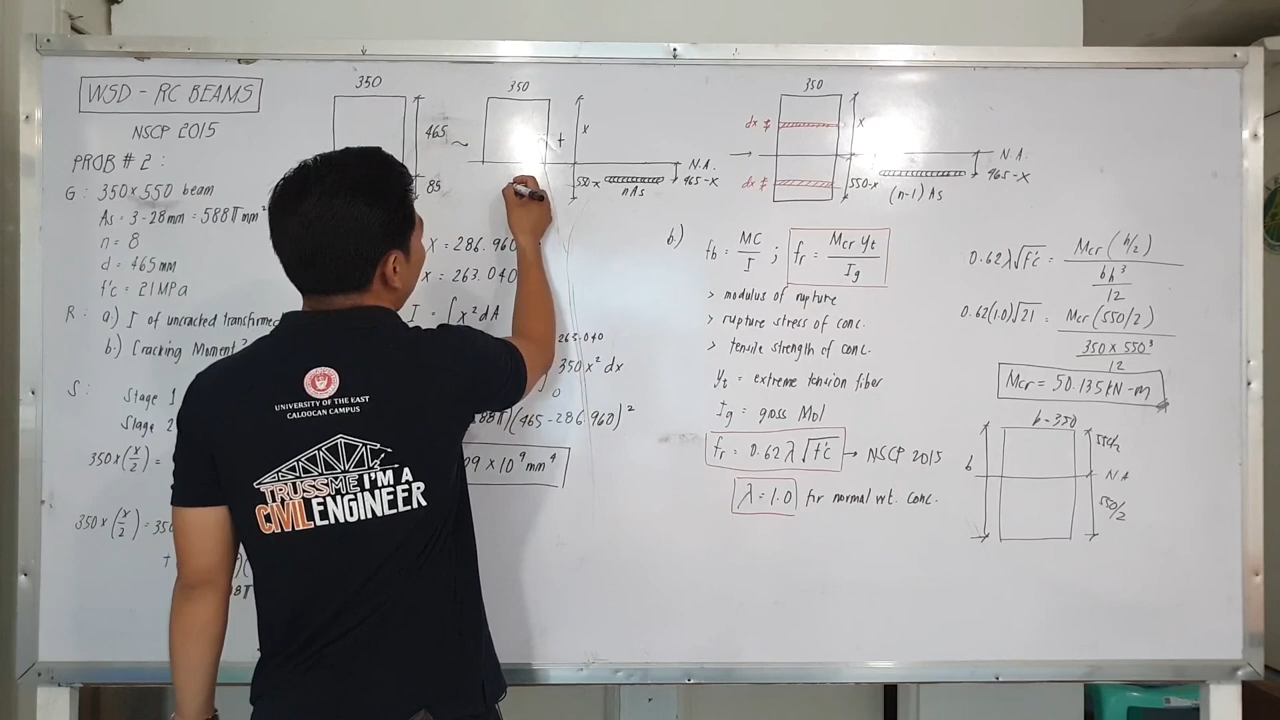 WSD - RC BEAMS
NSCP 2015
PROB # 2 :
G : 350 x 550 beam
As = 3 - 28mm = 588π mm²
n = 8
d = 465 mm
f'c = 21 MPa
R : a.) I of uncracked transformed
b.) Cracking Moment
S : Stage 1
Stage 2
350x(x/2) =
350x(x/2) = 350
+
350
465
85
~
350
+
x
550-x
nAs
N.A.
465-x
→
350
dx
dx
x
550-x
N.A.
465-x
(n-1) As
x = 286.960
x = 263.040
I = ∫ x² dA
263.040
350x² dx
0
(465-286.960)²
09 x 10⁹ mm⁴
b.)
fb = MC/I ; fr = Mcr yt/Ig
> modulus of rupture
> rupture stress of conc.
> tensile strength of conc.
yt = extreme tension fiber
Ig = gross MoI
fr = 0.62 λ √f'c → NSCP 2015
λ = 1.0 for normal wt. conc.
0.62 λ √f'c = Mcr (h/2) / (bh³/12)
0.62 (1.0) √21 = Mcr (550/2) / (350 x 550³/12)
Mcr = 50.135 kN-m
b=350
550/2
N A
550/2
UNIVERSITY OF THE EAST
CALOOCAN CAMPUS
TRUSSME I'M A
CIVIL ENGINEER